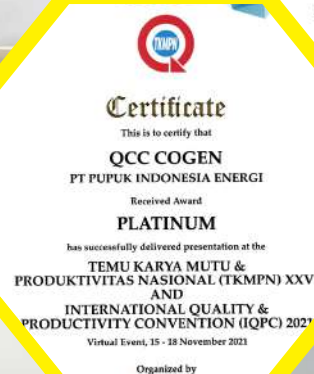 TKMPN
Certificate
This is to certify that
QCC COGEN
PT PUPUK INDONESIA ENERGI
Received Award
PLATINUM
has successfully delivered presentation at the
TEMU KARYA MUTU &
PRODUKTIVITAS NASIONAL (TKMPN) XXV
AND
INTERNATIONAL QUALITY &
PRODUCTIVITY CONVENTION (IQPC) 2021
Virtual Event, 15 - 18 November 2021
Organized by